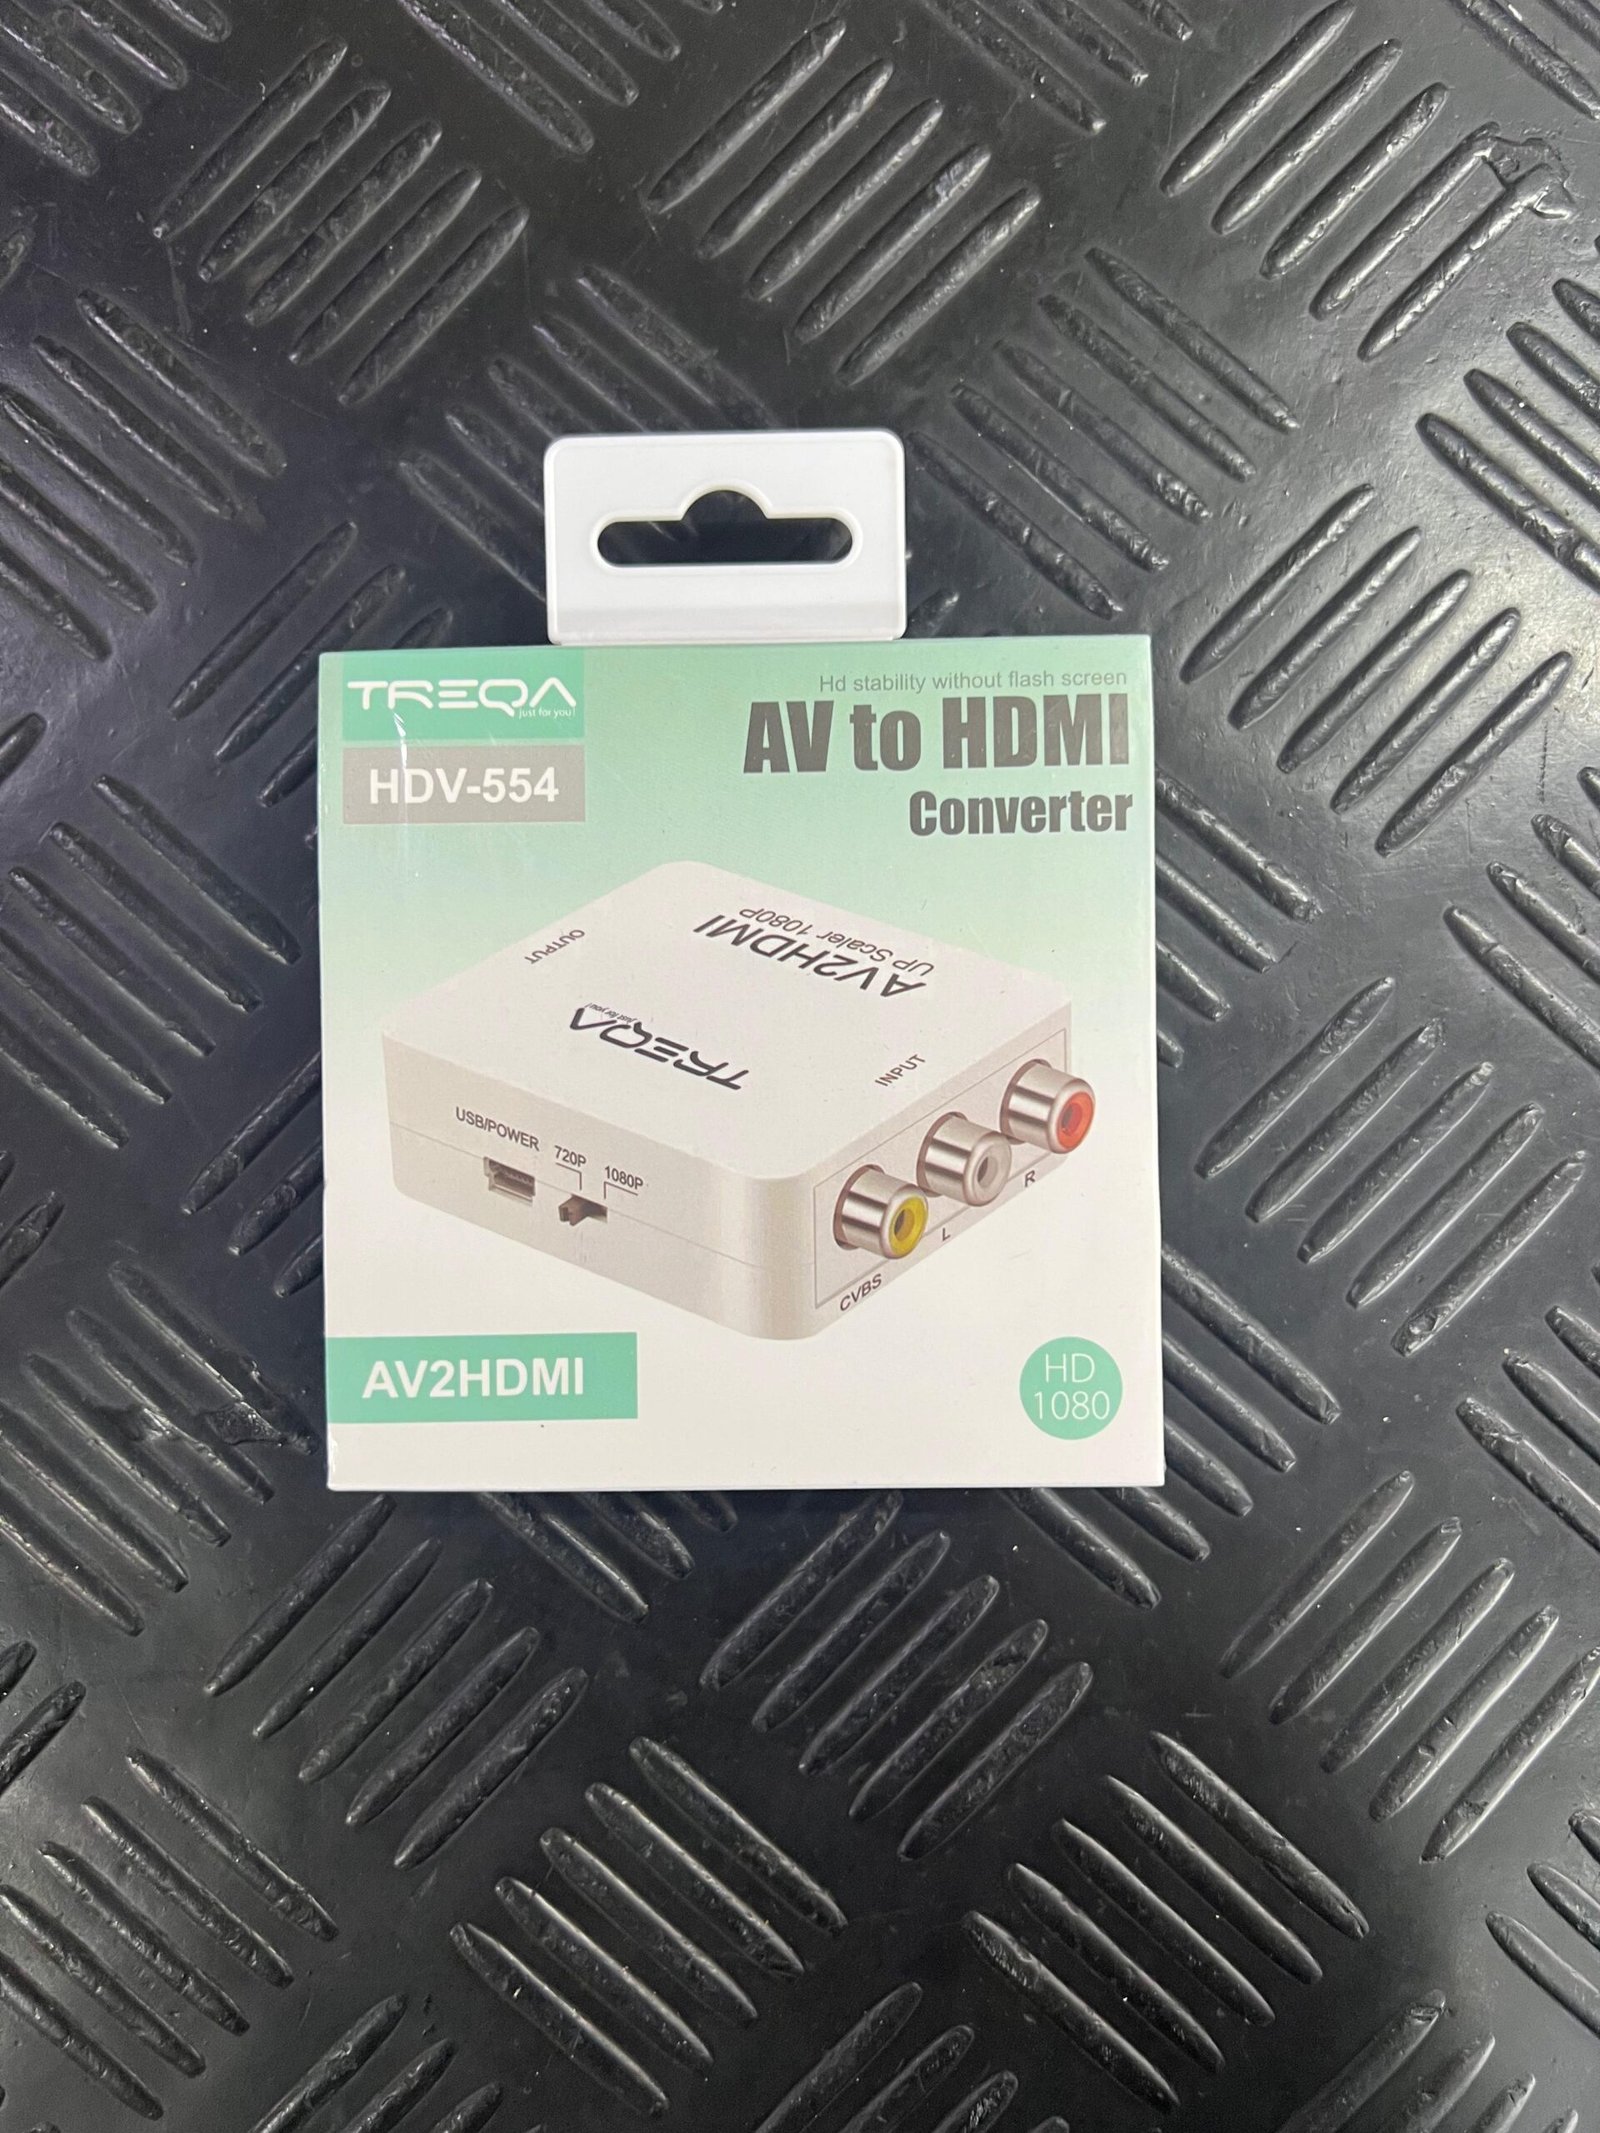 TREQA
just for you!
HDV-554
Hd stability without flash screen
AV to HDMI
Converter
OUTPUT
AV2HDMI
UP Scaler 1080P
TREQA
just for you!
INPUT
USB/POWER
720P
1080P
R
L
CVBS
AV2HDMI
HD
1080